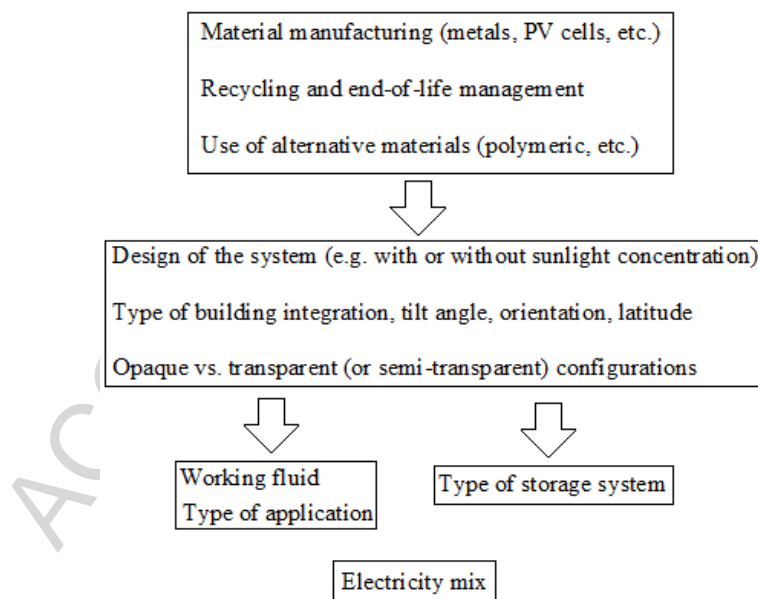 Material manufacturing (metals, PV cells, etc.)
Recycling and end-of-life management
Use of alternative materials (polymeric, etc.)
Design of the system (e.g. with or without sunlight concentration)
Type of building integration, tilt angle, orientation, latitude
Opaque vs. transparent (or semi-transparent) configurations
Working fluid
Type of application
Type of storage system
Electricity mix